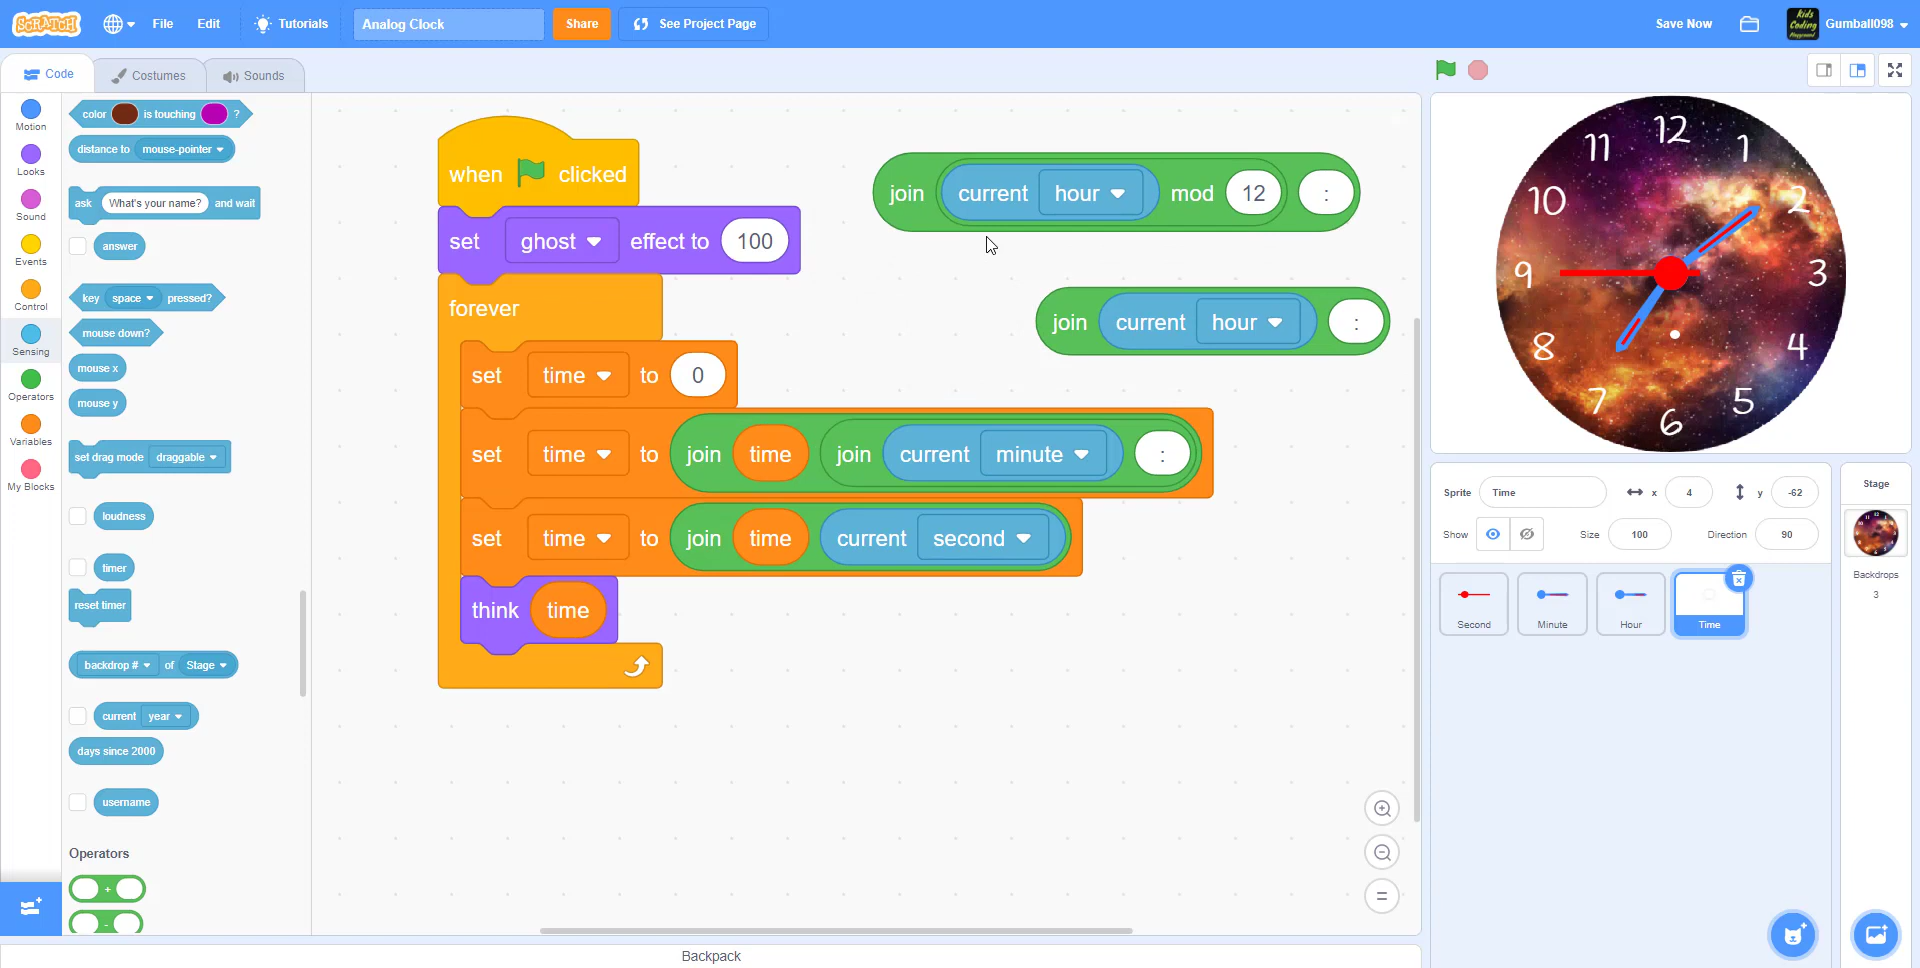 SCRATCH
File
Edit
Tutorials
Analog Clock
Share
See Project Page
Save Now
Kids
Coding
Playground
Gumball098
Code
Costumes
Sounds
Motion
Looks
Sound
Events
Control
Sensing
Operators
Variables
My Blocks
color is touching ?
distance to mouse-pointer
ask What's your name? and wait
answer
key space pressed?
mouse down?
mouse x
mouse y
set drag mode draggable
loudness
timer
reset timer
backdrop # of Stage
current year
days since 2000
username
Operators
+
-
when clicked
set ghost effect to 100
forever
set time to 0
set time to join time join current minute :
set time to join time current second
think time
join current hour mod 12 :
join current hour :
12
11
1
10
2
9
3
8
4
7
5
6
Sprite Time x 4 y -62
Show Size 100 Direction 90
Second
Minute
Hour
Time
Stage
Backdrops
3
Backpack